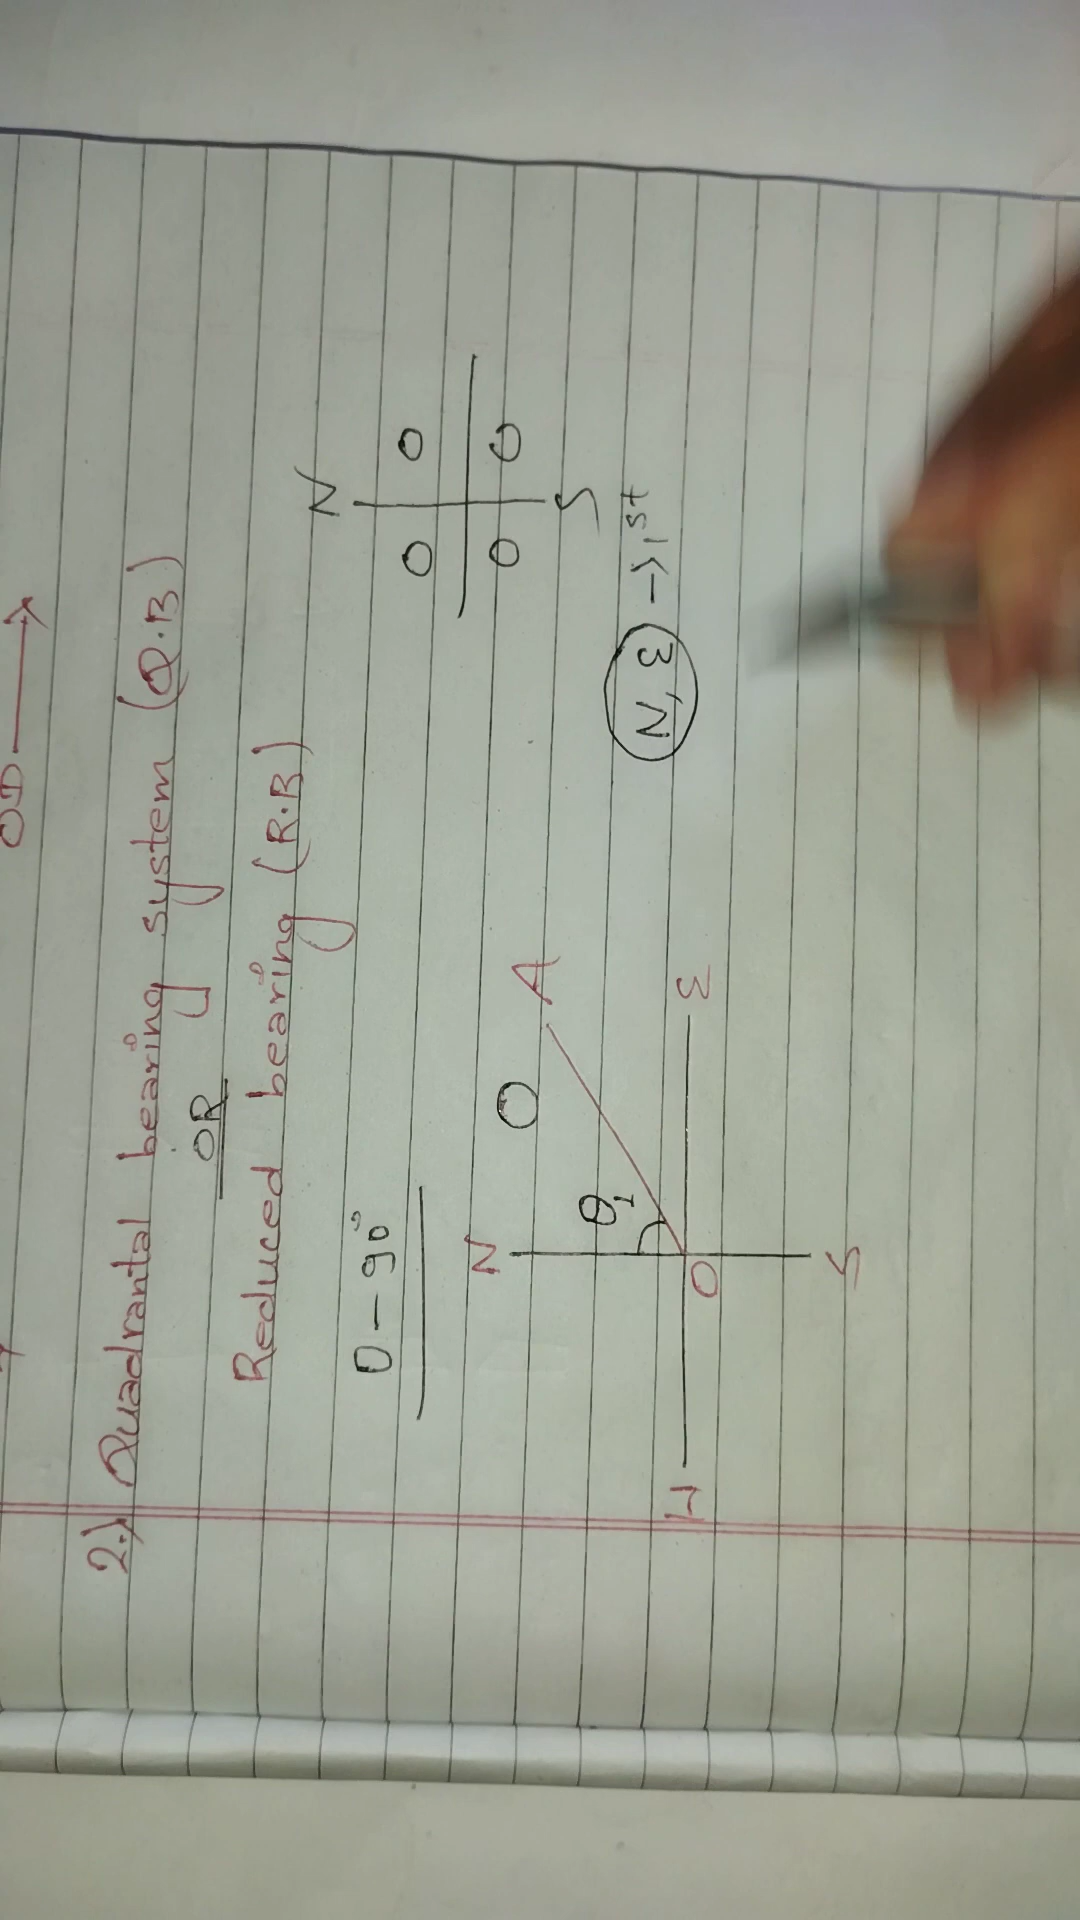 OD →
2.) Quadrantal bearing system (Q.B)
OR
Reduced bearing (R.B)
0 - 90°
N
O O
O O
S
N
O A
θ1
W O E
S
N, E → 1st